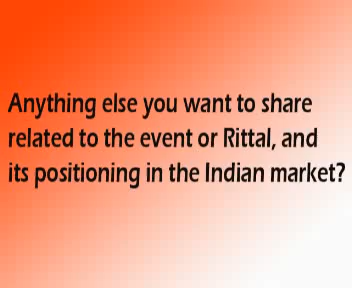 Anything else you want to share
related to the event or Rittal, and
its positioning in the Indian market?